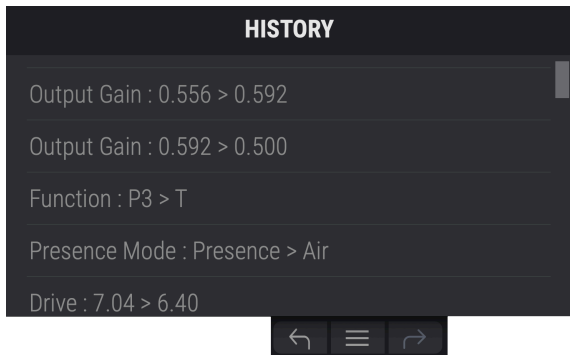 HISTORY
Output Gain : 0.556 > 0.592
Output Gain : 0.592 > 0.500
Function : P3 > T
Presence Mode : Presence > Air
Drive : 7.04 > 6.40